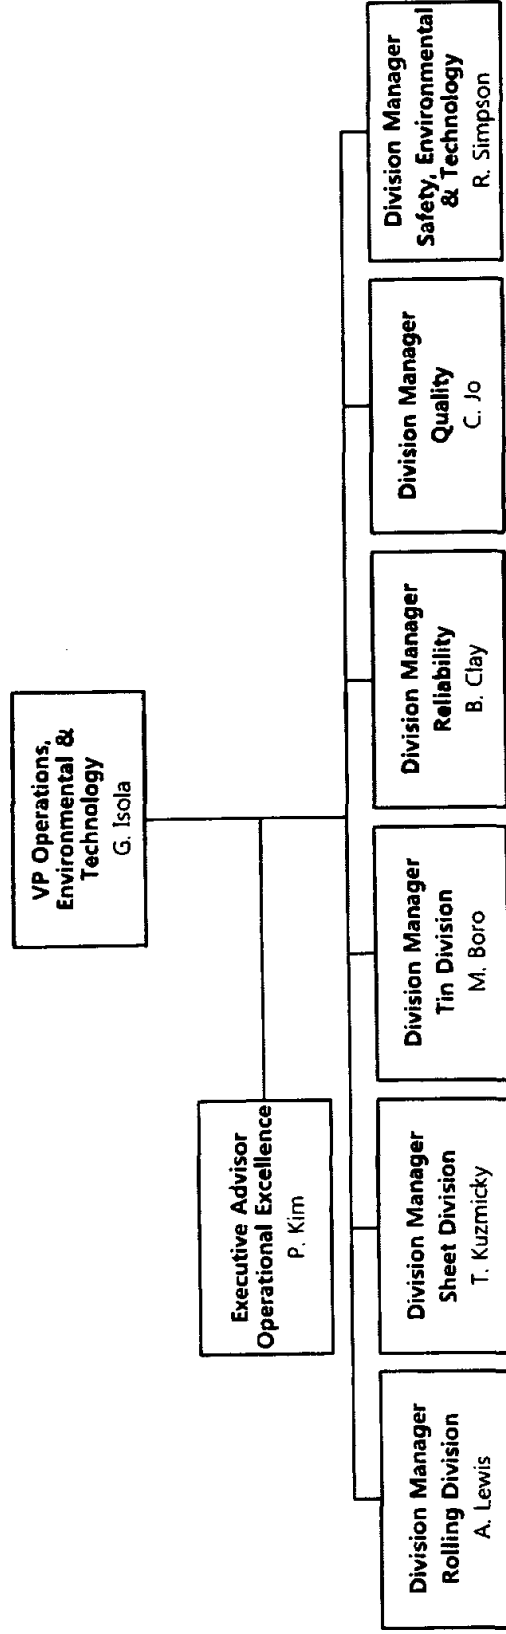 VP Operations,
Environmental &
Technology
G. Isola
Executive Advisor
Operational Excellence
P. Kim
Division Manager
Rolling Division
A. Lewis
Division Manager
Sheet Division
T. Kuzmicky
Division Manager
Tin Division
M. Boro
Division Manager
Reliability
B. Clay
Division Manager
Quality
C. Jo
Division Manager
Safety, Environmental
& Technology
R. Simpson